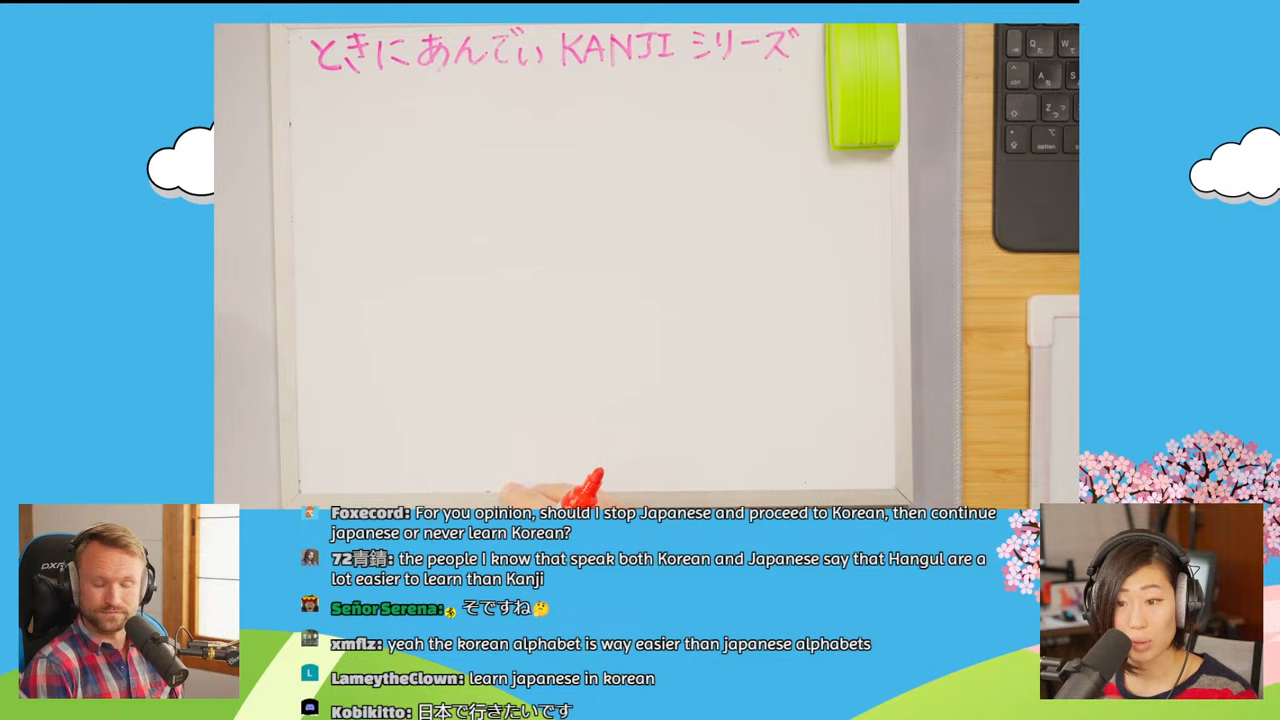 ときにあんでい KANJI シリーズ
Foxecord: For you opinion, should I stop Japanese and proceed to Korean, then continue
japanese or never learn Korean?
72青錆: the people I know that speak both Korean and Japanese say that Hangul are a
lot easier to learn than Kanji
SeñorSerena: そですね🤔
xmflz: yeah the korean alphabet is way easier than japanese alphabets
LameytheClown: learn japanese in korean
Kobikitto: 日本で行きたいです